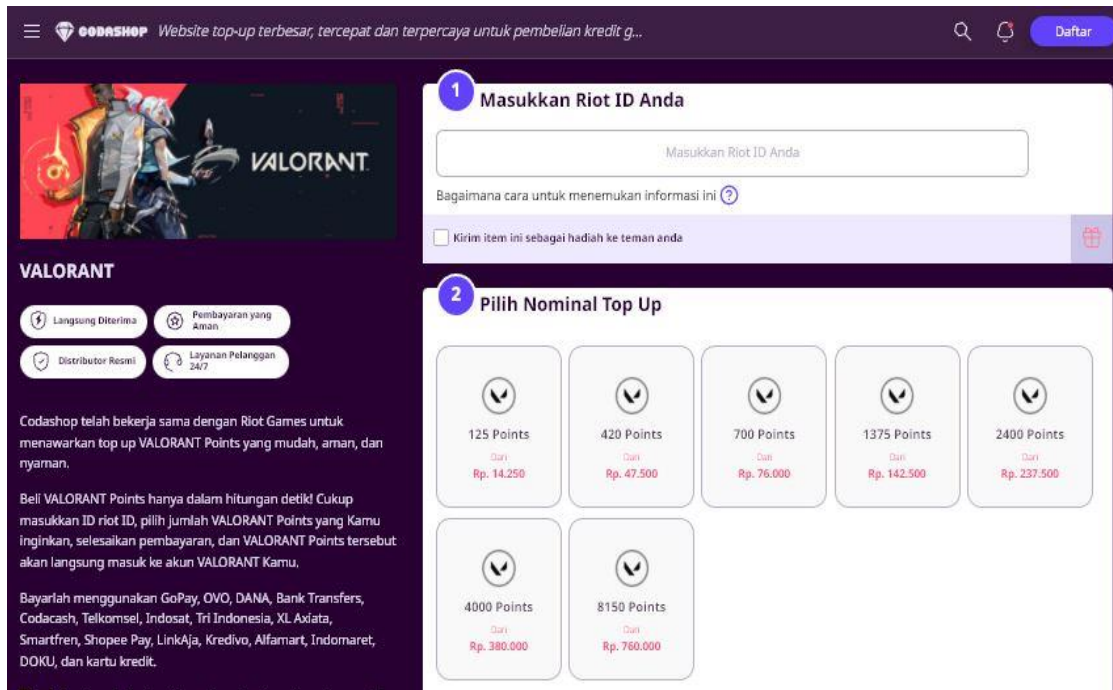 CODASHOP Website top-up terbesar, tercepat dan terpercaya untuk pembelian kredit g...
Daftar
VALORANT
VALORANT
Langsung Diterima
Pembayaran yang
Aman
Distributor Resmi
Layanan Pelanggan
24/7
Codashop telah bekerja sama dengan Riot Games untuk
menawarkan top up VALORANT Points yang mudah, aman, dan
nyaman.
Beli VALORANT Points hanya dalam hitungan detik! Cukup
masukkan ID riot ID, pilih jumlah VALORANT Points yang Kamu
inginkan, selesaikan pembayaran, dan VALORANT Points tersebut
akan langsung masuk ke akun VALORANT Kamu.
Bayarlah menggunakan GoPay, OVO, DANA, Bank Transfers,
Codacash, Telkomsel, Indosat, Tri Indonesia, XL Axiata,
Smartfren, Shopee Pay, LinkAja, Kredivo, Alfamart, Indomaret,
DOKU, dan kartu kredit.
1 Masukkan Riot ID Anda
Masukkan Riot ID Anda
Bagaimana cara untuk menemukan informasi ini ?
Kirim item ini sebagai hadiah ke teman anda
2 Pilih Nominal Top Up
125 Points
Dari
Rp. 14.250
420 Points
Dari
Rp. 47.500
700 Points
Dari
Rp. 76.000
1375 Points
Dari
Rp. 142.500
2400 Points
Dari
Rp. 237.500
4000 Points
Dari
Rp. 380.000
8150 Points
Dari
Rp. 760.000